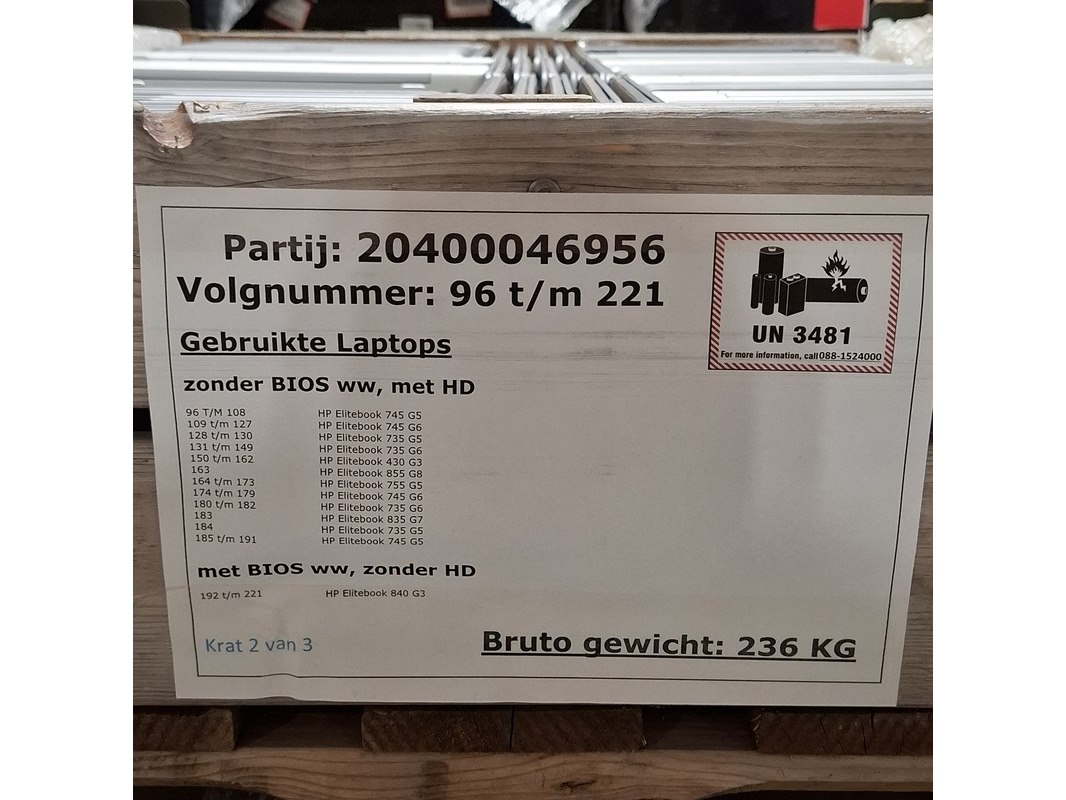 Partij: 20400046956
Volgnummer: 96 t/m 221
UN 3481
For more information, call 088-1524000
Gebruikte Laptops
zonder BIOS ww, met HD
96 T/M 108 HP Elitebook 745 G5
109 t/m 127 HP Elitebook 745 G6
128 t/m 130 HP Elitebook 735 G5
131 t/m 149 HP Elitebook 735 G6
150 t/m 162 HP Elitebook 430 G3
163 HP Elitebook 855 G8
164 t/m 173 HP Elitebook 755 G5
174 t/m 179 HP Elitebook 745 G6
180 t/m 182 HP Elitebook 735 G6
183 HP Elitebook 835 G7
184 HP Elitebook 735 G5
185 t/m 191 HP Elitebook 745 G5
met BIOS ww, zonder HD
192 t/m 221 HP Elitebook 840 G3
Krat 2 van 3
Bruto gewicht: 236 KG